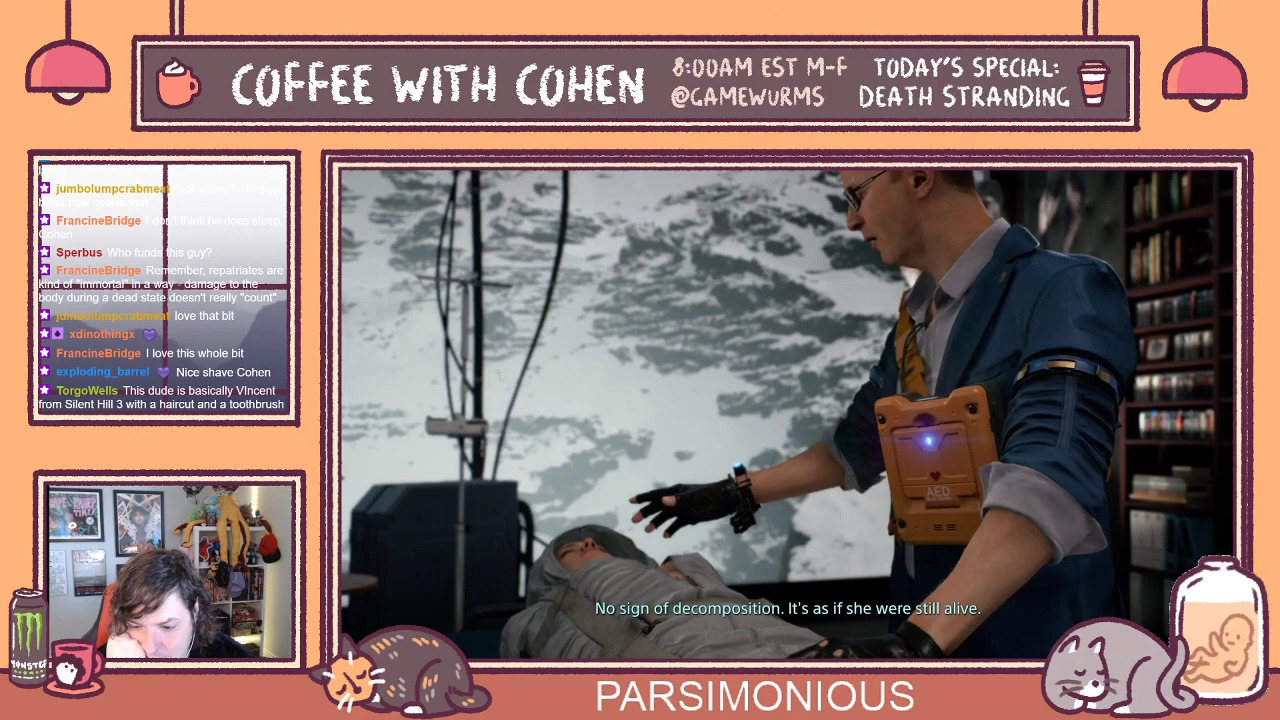 COFFEE WITH COHEN
8:00AM EST M-F
@GAMEWURMS
TODAY'S SPECIAL:
DEATH STRANDING
jumbolumpcrabmeat
FrancineBridge I don't think he does sleep,
Cohen
Sperbus Who funds this guy?
FrancineBridge Remember, repatriates are
kind of "immortal" in a way - damage to the
body during a dead state doesn't really "count"
jumbolumpcrabmeat love that bit
xdinothingx
FrancineBridge I love this whole bit
exploding_barrel Nice shave Cohen
TorgoWells This dude is basically VIncent
from Silent Hill 3 with a haircut and a toothbrush
AED
No sign of decomposition. It's as if she were still alive.
MONSTER
PARSIMONIOUS